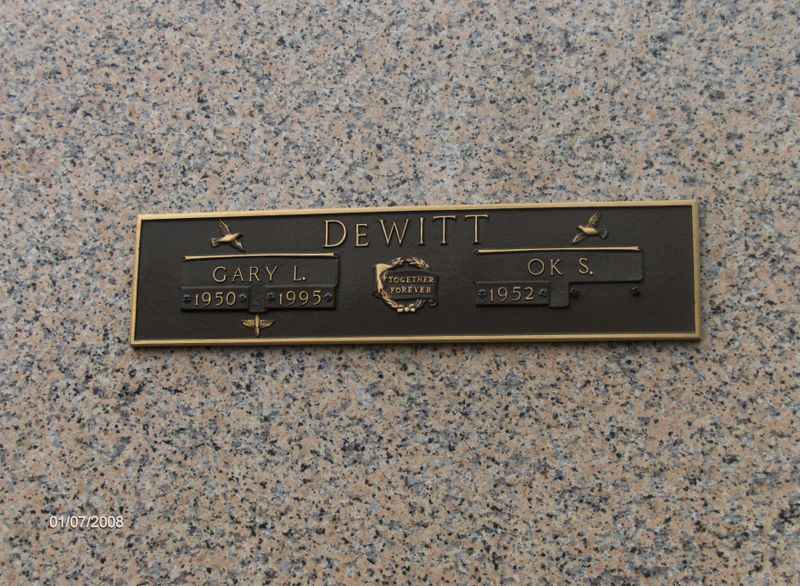 DEWITT
GARY L.
1950 1995
TOGETHER
FOREVER
OK S.
1952
01/07/2008